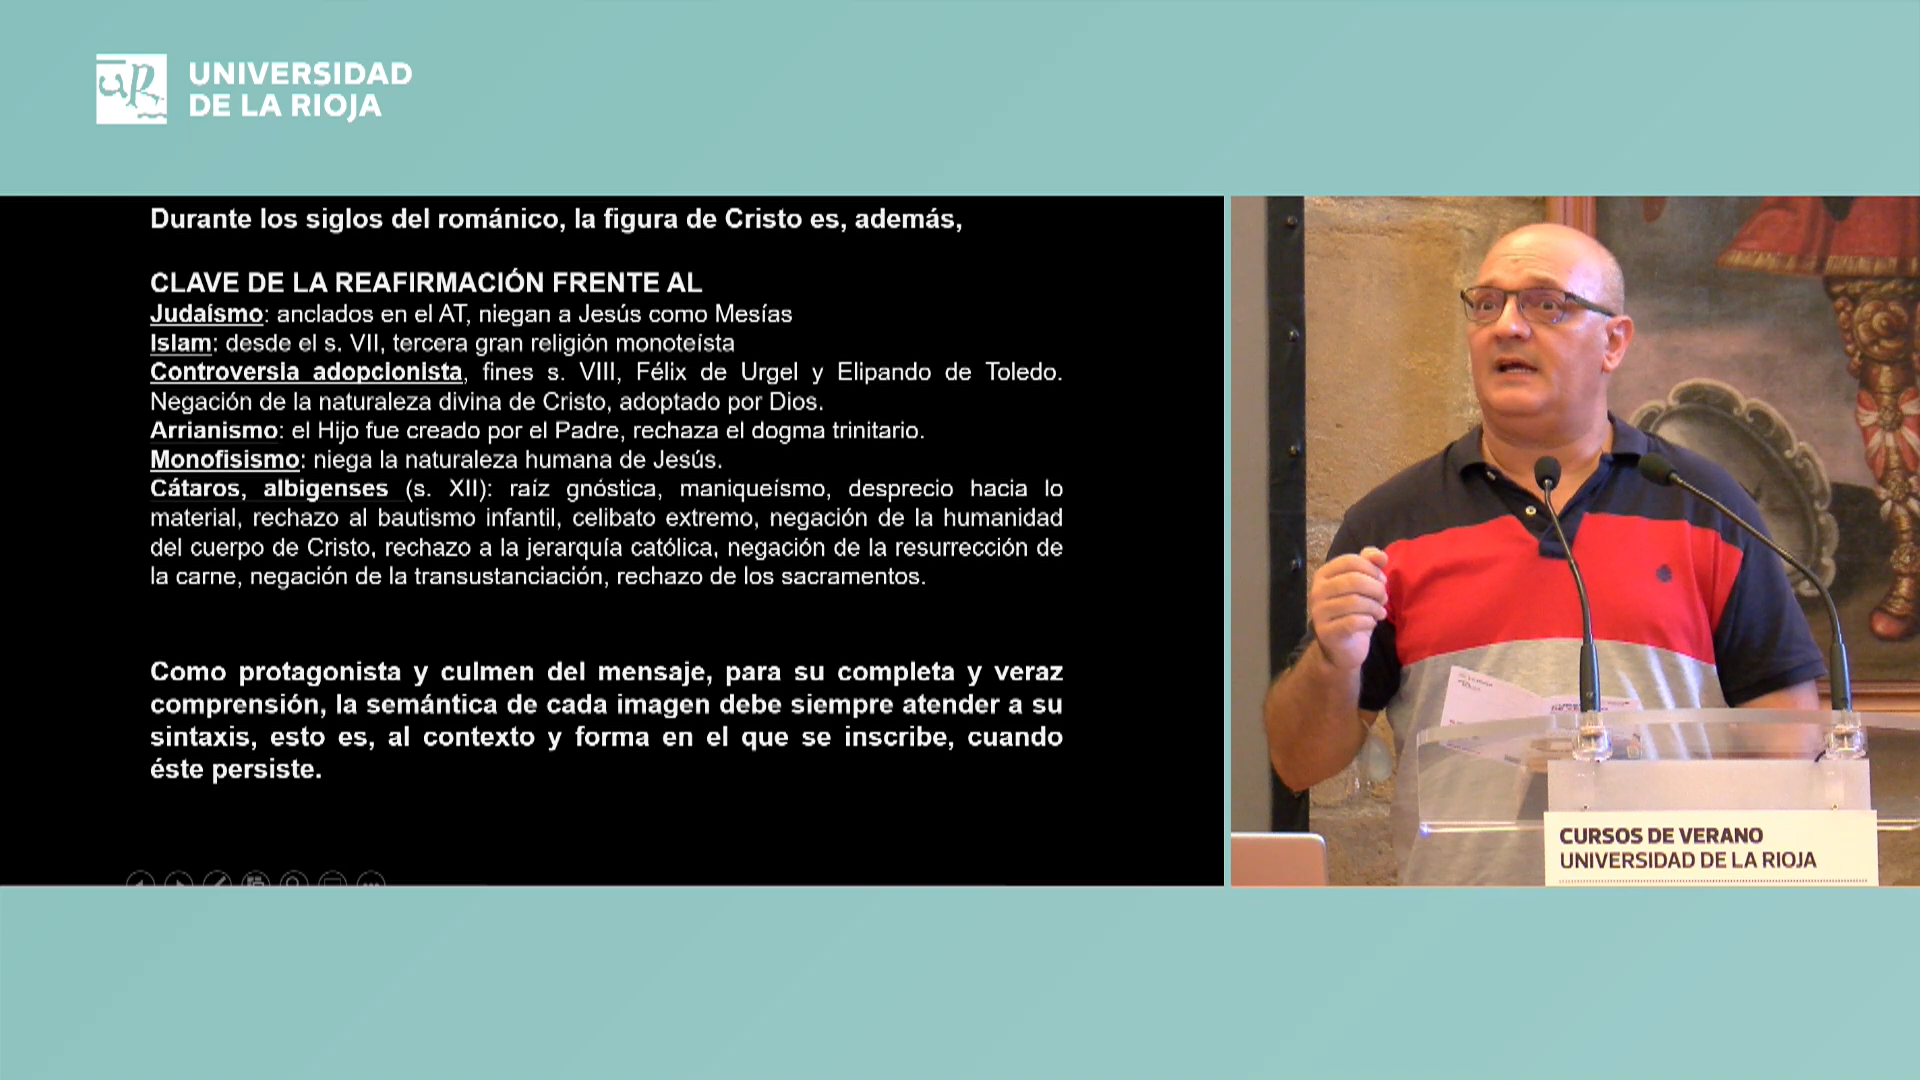 UNIVERSIDAD
DE LA RIOJA
Durante los siglos del románico, la figura de Cristo es, además,
CLAVE DE LA REAFIRMACIÓN FRENTE AL
Judaísmo: anclados en el AT, niegan a Jesús como Mesías
Islam: desde el s. VII, tercera gran religión monoteísta
Controversia adopcionista, fines s. VIII, Félix de Urgel y Elipando de Toledo.
Negación de la naturaleza divina de Cristo, adoptado por Dios.
Arrianismo: el Hijo fue creado por el Padre, rechaza el dogma trinitario.
Monofisismo: niega la naturaleza humana de Jesús.
Cátaros, albigenses (s. XII): raíz gnóstica, maniqueísmo, desprecio hacia lo
material, rechazo al bautismo infantil, celibato extremo, negación de la humanidad
del cuerpo de Cristo, rechazo a la jerarquía católica, negación de la resurrección de
la carne, negación de la transustanciación, rechazo de los sacramentos.
Como protagonista y culmen del mensaje, para su completa y veraz
comprensión, la semántica de cada imagen debe siempre atender a su
sintaxis, esto es, al contexto y forma en el que se inscribe, cuando
éste persiste.
CURSOS DE VERANO
UNIVERSIDAD DE LA RIOJA